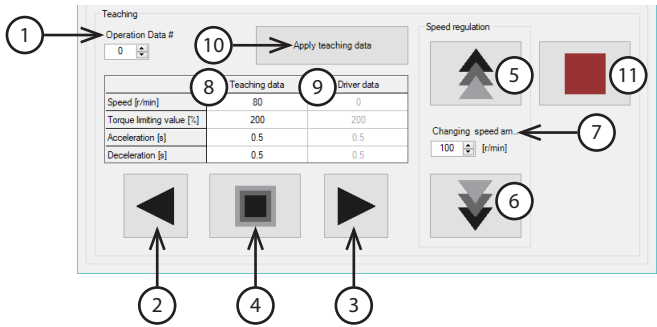 Teaching
1
Operation Data #
0
10
Apply teaching data
Speed regulation
5
11
8
Teaching data
9
Driver data
Speed [r/min]
80
0
Torque limiting value [%]
200
200
Acceleration [s]
0.5
0.5
Deceleration [s]
0.5
0.5
Changing speed am...
7
100
[r/min]
6
2
4
3